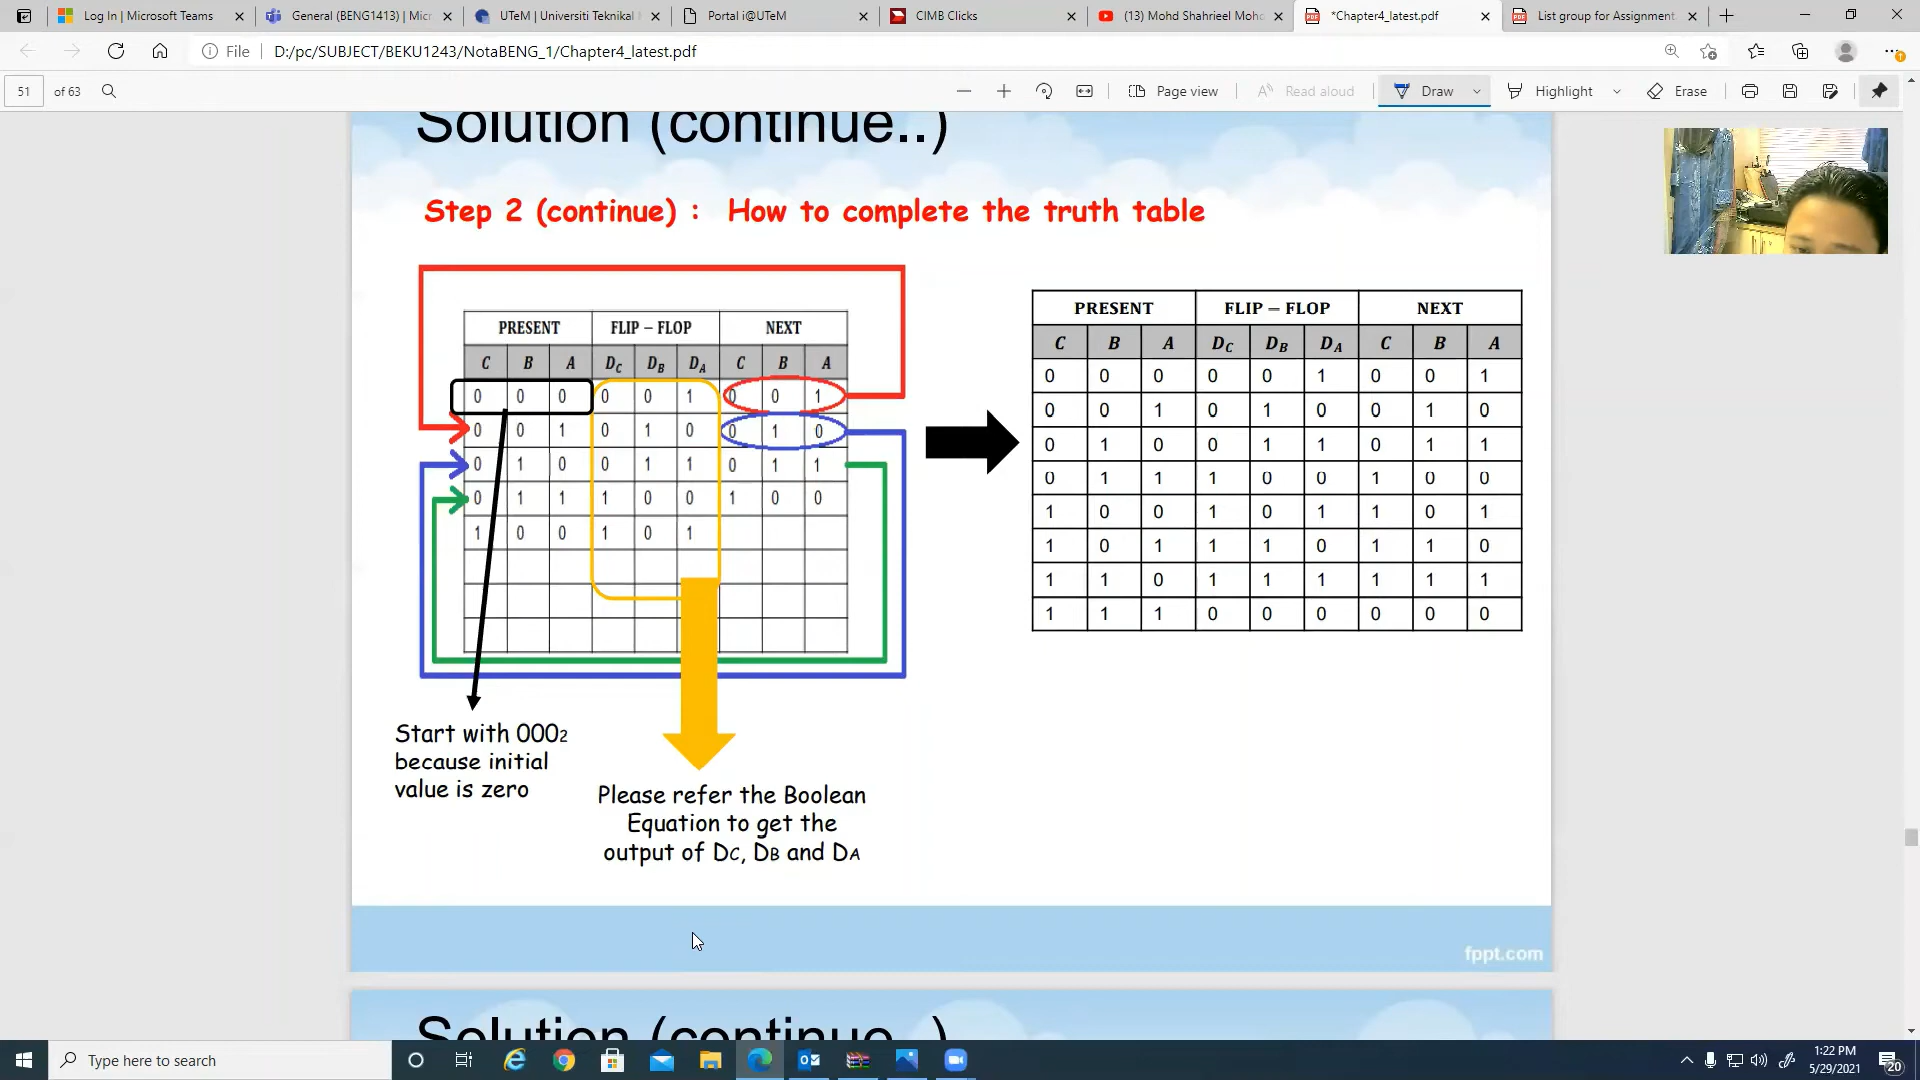 Log In | Microsoft Teams
General (BENG1413) | Micr
UTeM | Universiti Teknikal
Portal i@UTeM
CIMB Clicks
(13) Mohd Shahrieel Moho
*Chapter4_latest.pdf
List group for Assignment
File D:/pc/SUBJECT/BEKU1243/NotaBENG_1/Chapter4_latest.pdf
51 of 63 Page view Read aloud Draw Highlight Erase
Solution (continue..)
Step 2 (continue) : How to complete the truth table
PRESENT FLIP – FLOP NEXT
C B A D_C D_B D_A C B A
0 0 0 0 0 1 0 0 1
0 0 1 0 1 0 0 1 0
0 1 0 0 1 1 0 1 1
0 1 1 1 0 0 1 0 0
1 0 0 1 0 1
PRESENT FLIP – FLOP NEXT
C B A D_C D_B D_A C B A
0 0 0 0 0 1 0 0 1
0 0 1 0 1 0 0 1 0
0 1 0 0 1 1 0 1 1
0 1 1 1 0 0 1 0 0
1 0 0 1 0 1 1 0 1
1 0 1 1 1 0 1 1 0
1 1 0 1 1 1 1 1 1
1 1 1 0 0 0 0 0 0
Start with 000₂
because initial
value is zero
Please refer the Boolean
Equation to get the
output of DC, DB and DA
fppt.com
Solution (continue..)
Type here to search
1:22 PM
5/29/2021
20